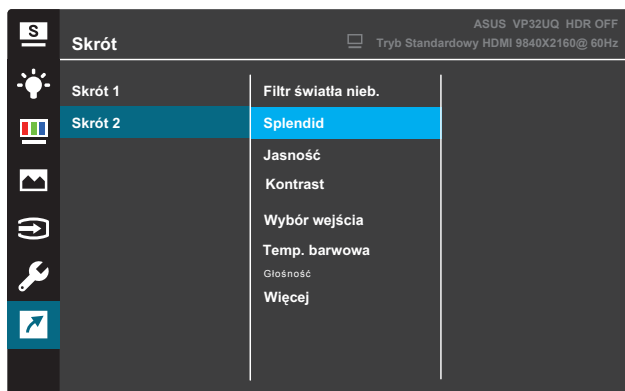 S
ASUS VP32UQ HDR OFF
Skrót
Tryb Standardowy HDMI 9840X2160@ 60Hz
Skrót 1
Skrót 2
Filtr światła nieb.
Splendid
Jasność
Kontrast
Wybór wejścia
Temp. barwowa
Głośność
Więcej